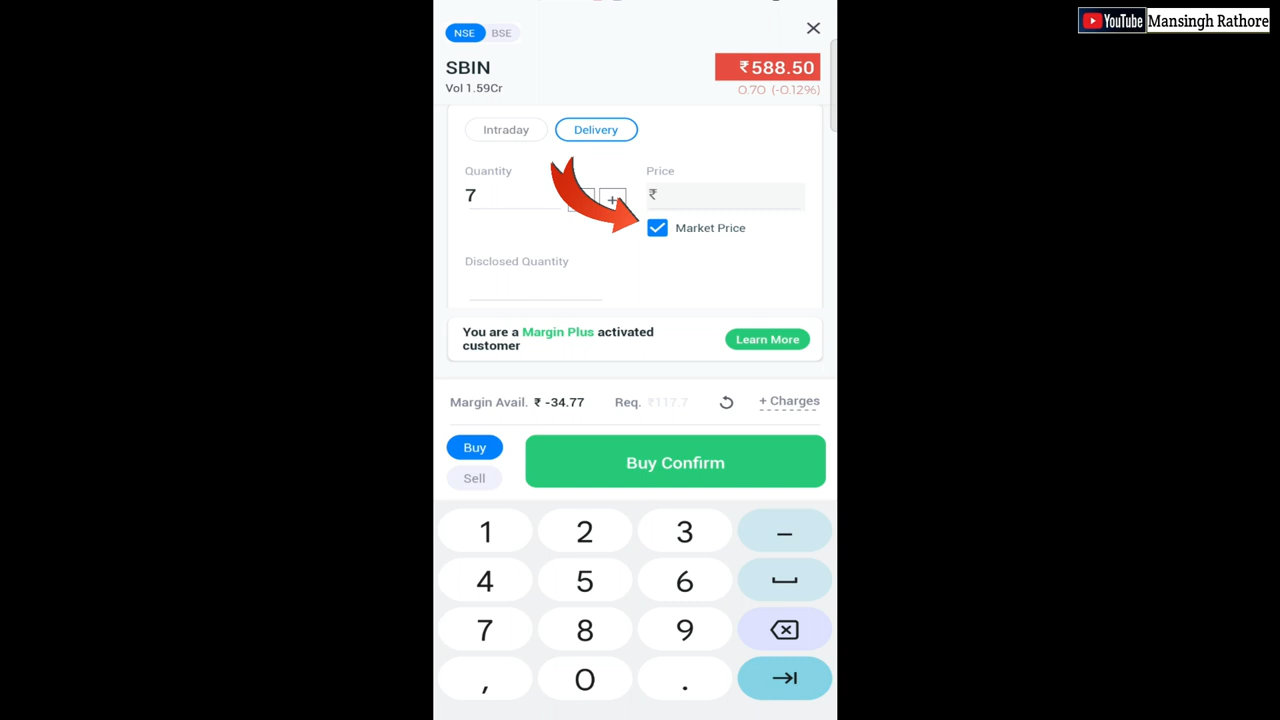 YouTube Mansingh Rathore
NSE BSE
SBIN
₹588.50
Vol 1.59Cr
0.70 (-0.12%)
Intraday Delivery
Quantity Price
7 + ₹
Market Price
Disclosed Quantity
You are a Margin Plus activated
customer
Learn More
Margin Avail. ₹ -34.77 Req. ₹117.7 + Charges
Buy
Buy Confirm
Sell
1 2 3 –
4 5 6
7 8 9
, 0 .